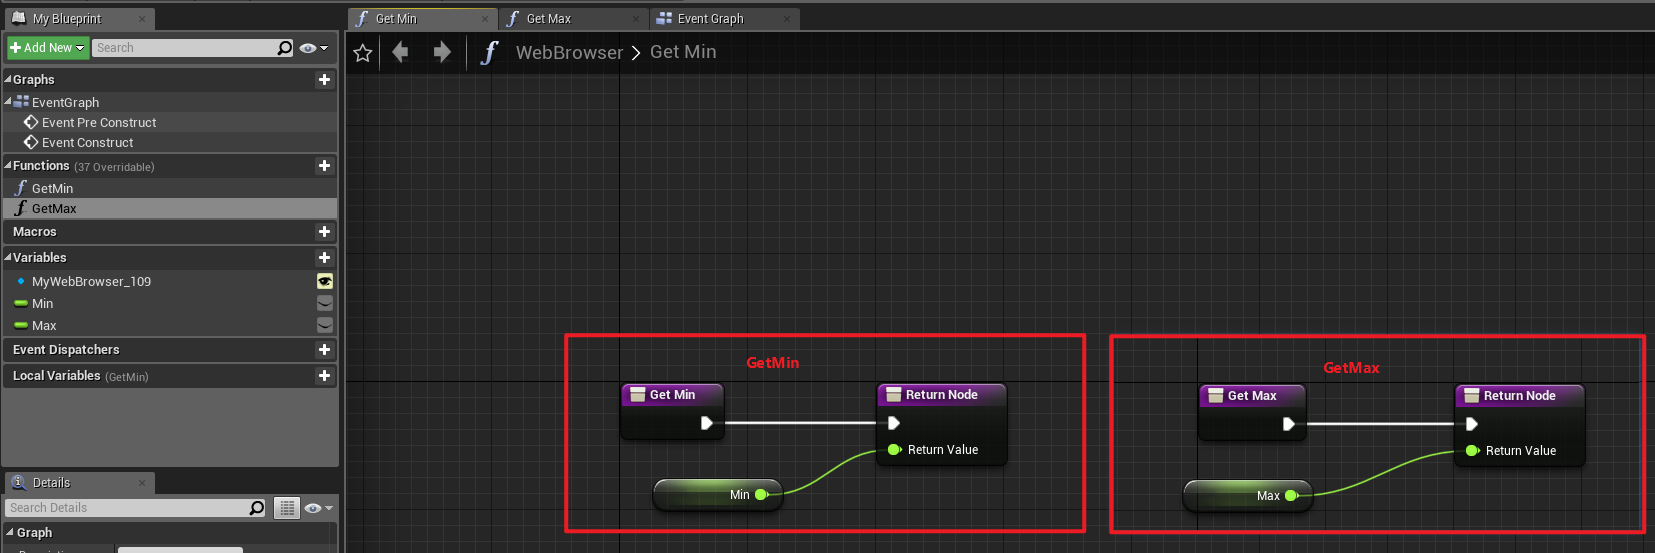 My Blueprint
Add New
Search
Graphs
EventGraph
Event Pre Construct
Event Construct
Functions (37 Overridable)
GetMin
GetMax
Macros
Variables
MyWebBrowser_109
Min
Max
Event Dispatchers
Local Variables (GetMin)
Details
Search Details
Graph
Get Min
Get Max
Event Graph
WebBrowser > Get Min
GetMin
Get Min
Return Node
Return Value
Min
GetMax
Get Max
Return Node
Return Value
Max